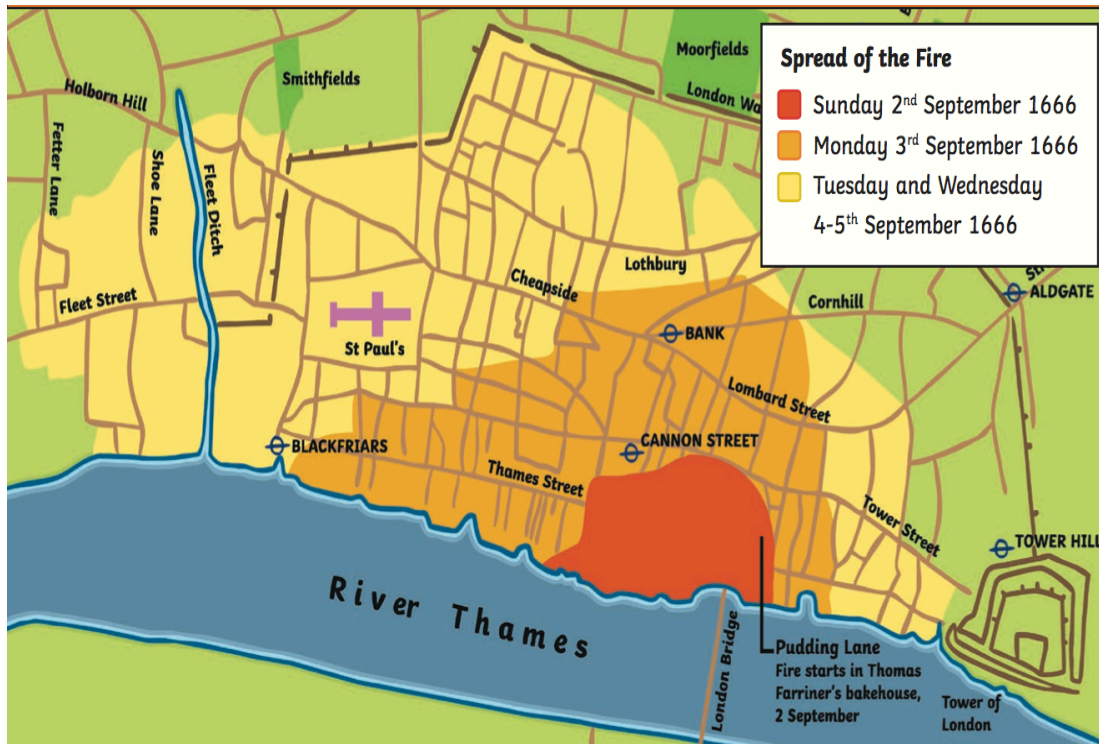 Moorfields
Smithfields
London Wa
Holborn Hill
Fetter Lane
Shoe Lane
Fleet Ditch
Spread of the Fire
Sunday 2nd September 1666
Monday 3rd September 1666
Tuesday and Wednesday
4-5th September 1666
Lothbury
Cheapside
Fleet Street
St Paul's
BANK
Cornhill
ALDGATE
Lombard Street
CANNON STREET
BLACKFRIARS
Thames Street
Tower Street
TOWER HILL
River Thames
London Bridge
Pudding Lane
Fire starts in Thomas
Farriner's bakehouse,
2 September
Tower of
London